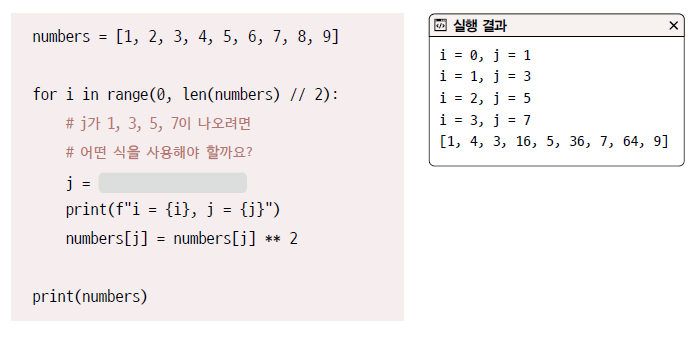 numbers = [1, 2, 3, 4, 5, 6, 7, 8, 9]
for i in range(0, len(numbers) // 2):
# j가 1, 3, 5, 7이 나오려면
# 어떤 식을 사용해야 할까요?
j =
print(f"i = {i}, j = {j}")
numbers[j] = numbers[j] ** 2
print(numbers)
실행 결과
i = 0, j = 1
i = 1, j = 3
i = 2, j = 5
i = 3, j = 7
[1, 4, 3, 16, 5, 36, 7, 64, 9]